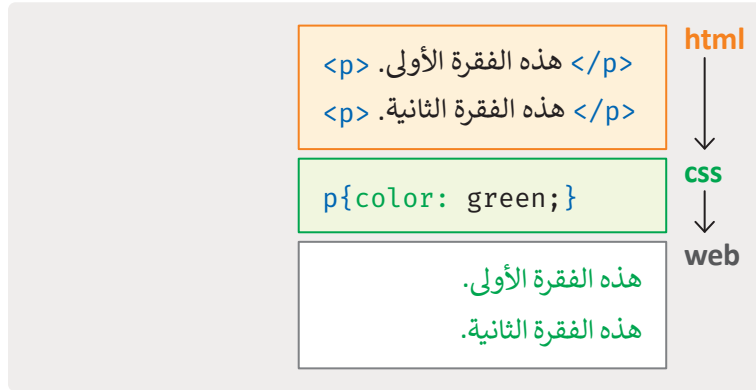 html
<p> هذه الفقرة الأولى. </p>
<p> هذه الفقرة الثانية. </p>
css
p{color: green;}
web
هذه الفقرة الأولى.
هذه الفقرة الثانية.